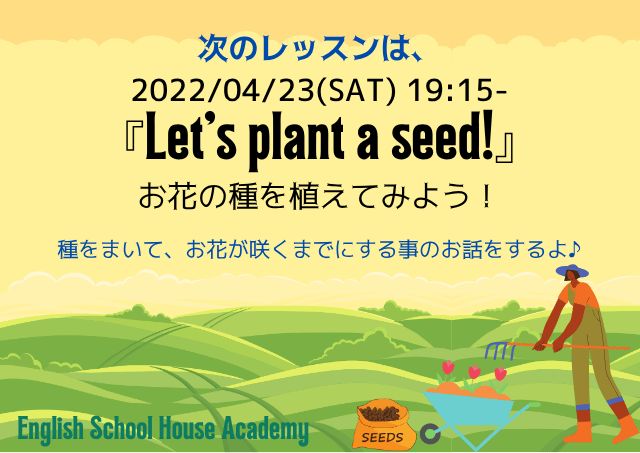 次のレッスンは、
2022/04/23(SAT) 19:15-
『Let's plant a seed!』
お花の種を植えてみよう！
種をまいて、お花が咲くまでにする事のお話をするよ♪
English School House Academy
SEEDS